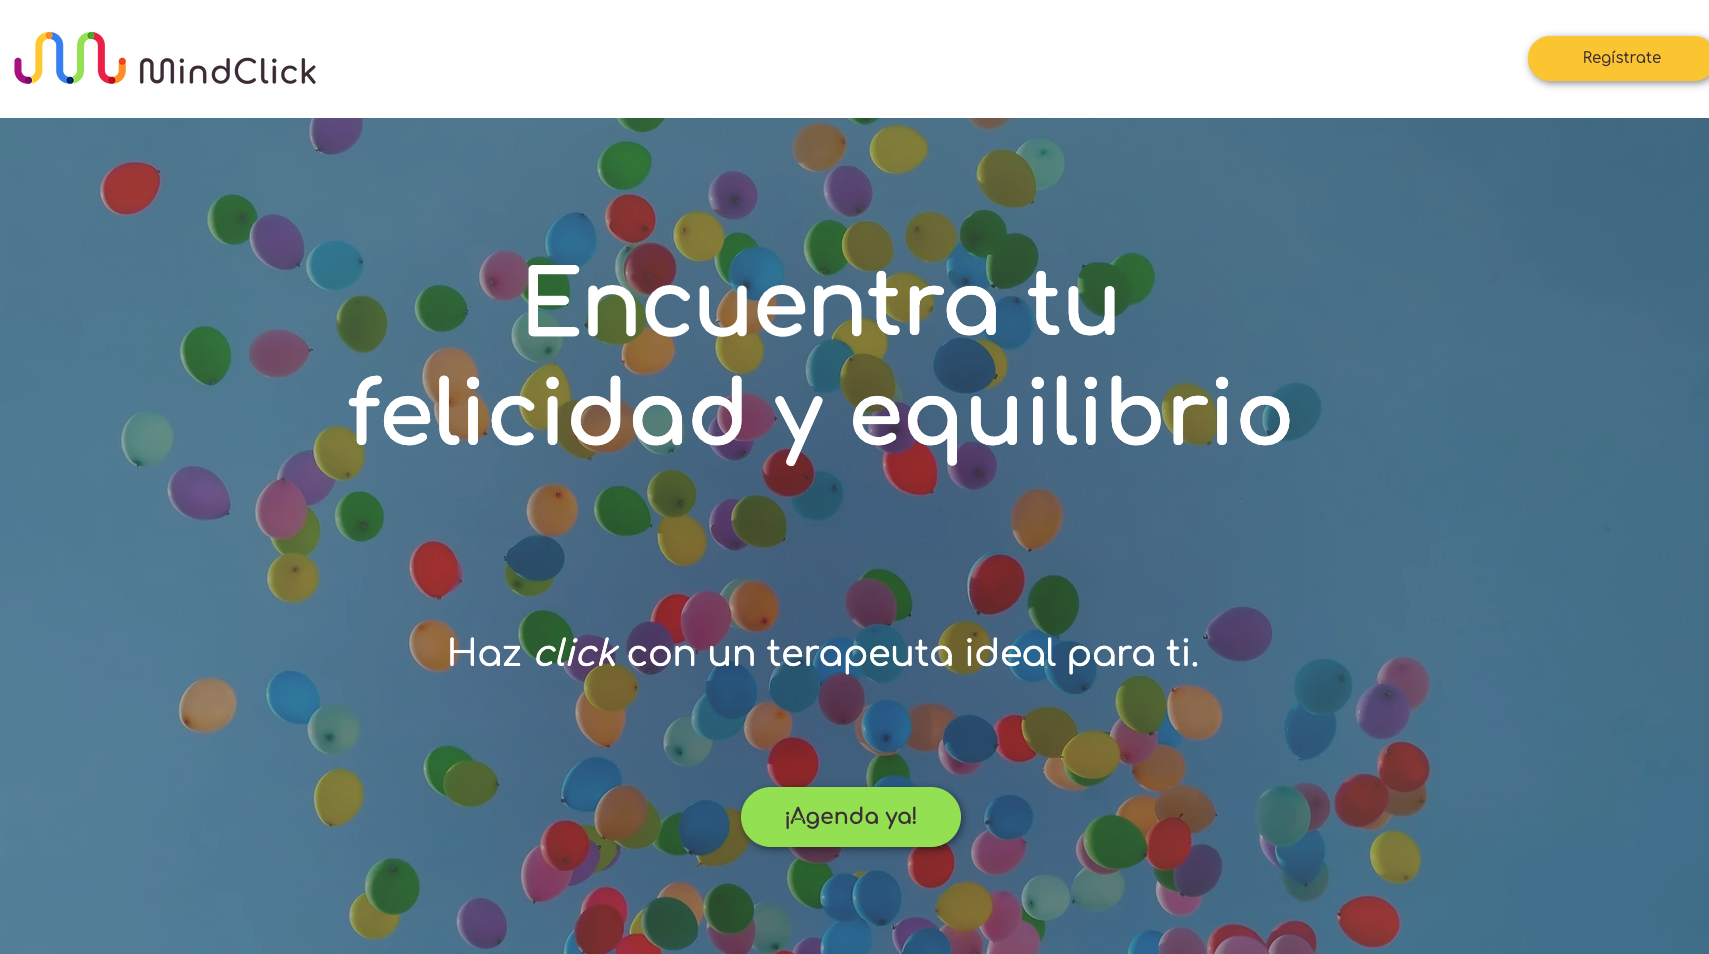 MindClick
Regístrate
Encuentra tu
felicidad y equilibrio
Haz click con un terapeuta ideal para ti.
¡Agenda ya!